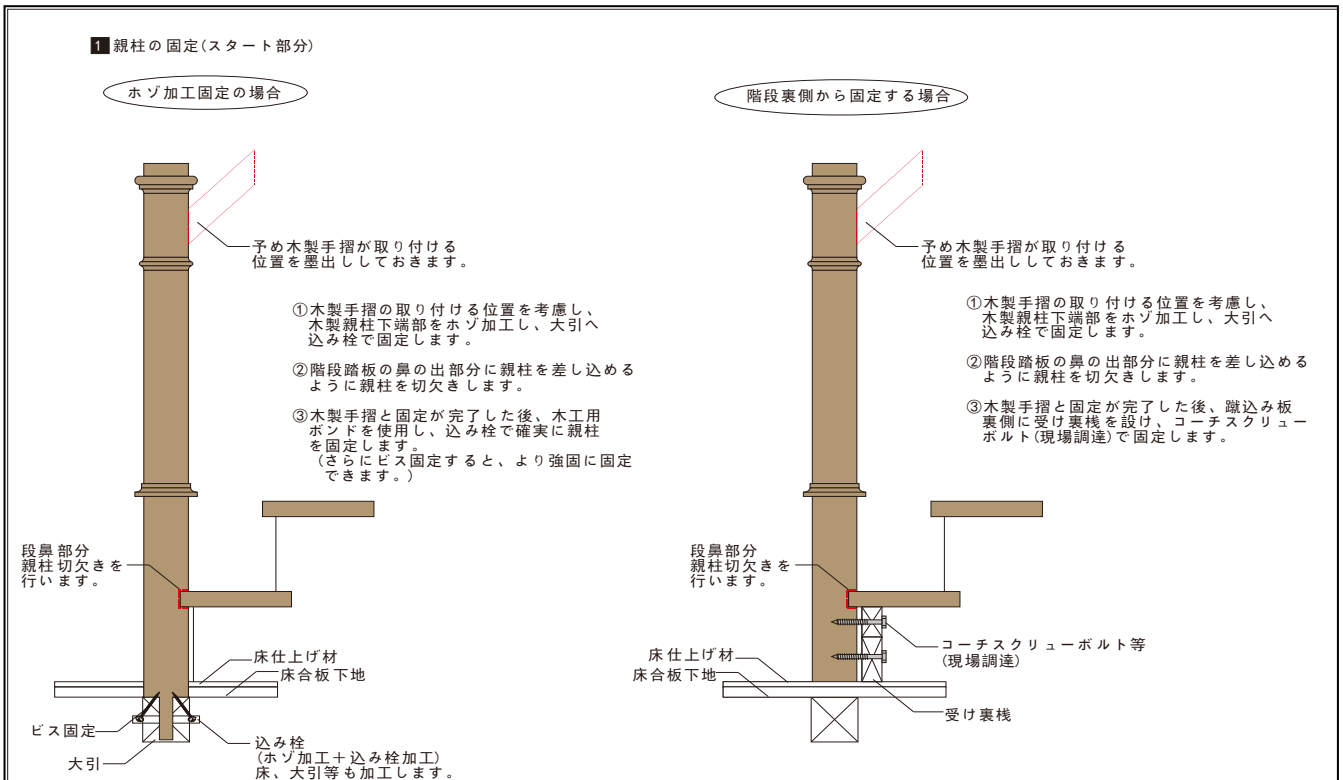 1 親柱の固定(スタート部分)
ホゾ加工固定の場合
予め木製手摺が取り付ける
位置を墨出ししておきます。
①木製手摺の取り付ける位置を考慮し、
木製親柱下端部をホゾ加工し、大引へ
込み栓で固定します。
②階段踏板の鼻の出部分に親柱を差し込める
ように親柱を切欠きします。
③木製手摺と固定が完了した後、木工用
ボンドを使用し、込み栓で確実に親柱
を固定します。
(さらにビス固定すると、より強固に固定
できます。)
段鼻部分
親柱切欠きを
行います。
床仕上げ材
床合板下地
ビス固定
大引
込み栓
(ホゾ加工＋込み栓加工)
床、大引等も加工します。
階段裏側から固定する場合
予め木製手摺が取り付ける
位置を墨出ししておきます。
①木製手摺の取り付ける位置を考慮し、
木製親柱下端部をホゾ加工し、大引へ
込み栓で固定します。
②階段踏板の鼻の出部分に親柱を差し込める
ように親柱を切欠きします。
③木製手摺と固定が完了した後、蹴込み板
裏側に受け裏桟を設け、コーチスクリュー
ボルト(現場調達)で固定します。
段鼻部分
親柱切欠きを
行います。
コーチスクリューボルト等
(現場調達)
床仕上げ材
床合板下地
受け裏桟